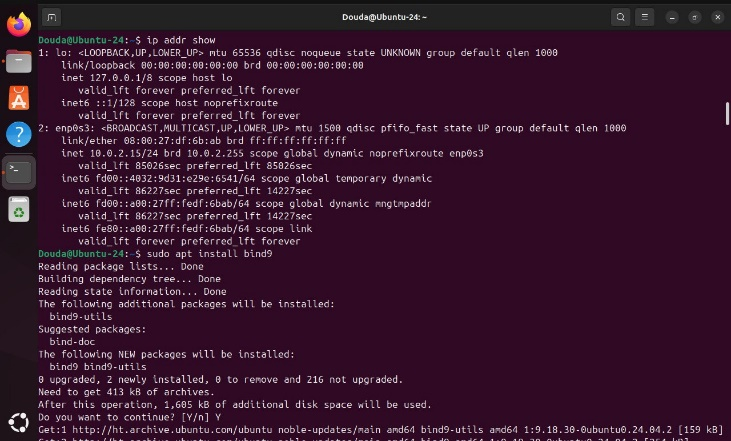 Douda@Ubuntu-24: ~
Douda@Ubuntu-24:~$ ip addr show
1: lo: <LOOPBACK,UP,LOWER_UP> mtu 65536 qdisc noqueue state UNKNOWN group default qlen 1000
link/loopback 00:00:00:00:00:00 brd 00:00:00:00:00:00
inet 127.0.0.1/8 scope host lo
valid_lft forever preferred_lft forever
inet6 ::1/128 scope host noprefixroute
valid_lft forever preferred_lft forever
2: enp0s3: <BROADCAST,MULTICAST,UP,LOWER_UP> mtu 1500 qdisc pfifo_fast state UP group default qlen 1000
link/ether 08:00:27:df:6b:ab brd ff:ff:ff:ff:ff:ff
inet 10.0.2.15/24 brd 10.0.2.255 scope global dynamic noprefixroute enp0s3
valid_lft 85026sec preferred_lft 85026sec
inet6 fd00::4032:9d31:e29e:6541/64 scope global temporary dynamic
valid_lft 86227sec preferred_lft 14227sec
inet6 fd00::a00:27ff:fedf:6bab/64 scope global dynamic mngtmpaddr
valid_lft 86227sec preferred_lft 14227sec
inet6 fe80::a00:27ff:fedf:6bab/64 scope link
valid_lft forever preferred_lft forever
Douda@Ubuntu-24:~$ sudo apt install bind9
Reading package lists... Done
Building dependency tree... Done
Reading state information... Done
The following additional packages will be installed:
bind9-utils
Suggested packages:
bind-doc
The following NEW packages will be installed:
bind9 bind9-utils
0 upgraded, 2 newly installed, 0 to remove and 216 not upgraded.
Need to get 413 kB of archives.
After this operation, 1,605 kB of additional disk space will be used.
Do you want to continue? [Y/n] Y
Get:1 http://ht.archive.ubuntu.com/ubuntu noble-updates/main amd64 bind9-utils amd64 1:9.18.30-0ubuntu0.24.04.2 [159 kB]